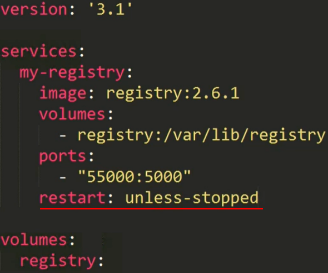 version: '3.1'
services:
  my-registry:
    image: registry:2.6.1
    volumes:
      - registry:/var/lib/registry
    ports:
      - "55000:5000"
    restart: unless-stopped
volumes:
  registry: